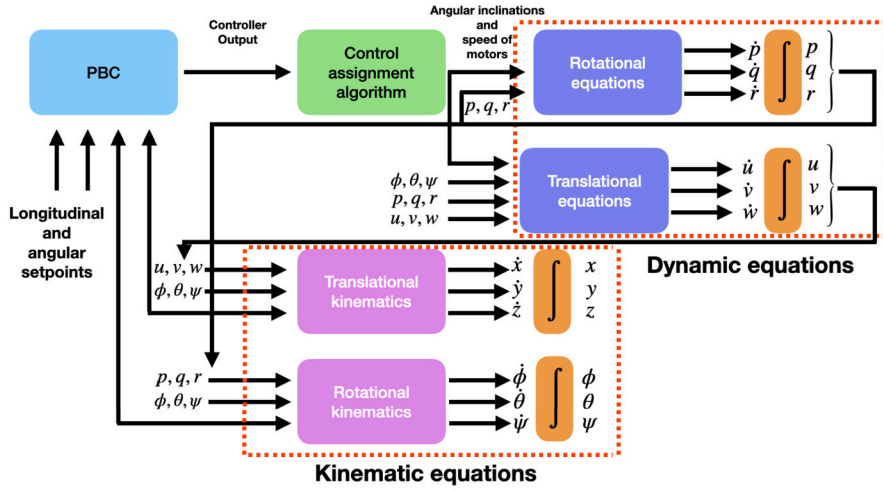 Controller
Output
Angular inclinations
and
speed of
motors
PBC
Control
assignment
algorithm
Rotational
equations
ṗ
q̇
ṙ
∫
p
q
r
p, q, r
ϕ, θ, ψ
p, q, r
u, v, w
Translational
equations
u̇
v̇
ẇ
∫
u
v
w
Longitudinal
and
angular
setpoints
Dynamic equations
u, v, w
ϕ, θ, ψ
Translational
kinematics
ẋ
ẏ
ż
∫
x
y
z
p, q, r
ϕ, θ, ψ
Rotational
kinematics
ϕ̇
θ̇
ψ̇
∫
ϕ
θ
ψ
Kinematic equations